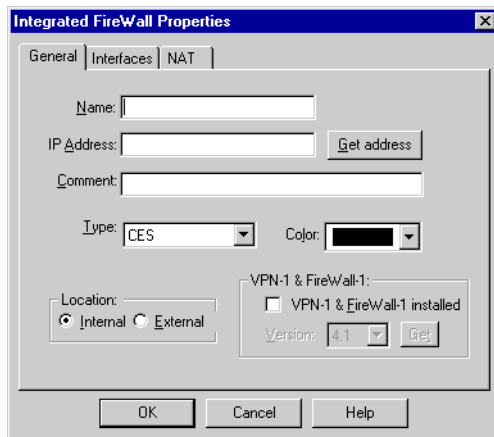 Integrated FireWall Properties
General Interfaces NAT
Name:
IP Address: Get address
Comment:
Type: CES Color:
VPN-1 & FireWall-1:
Location: VPN-1 & FireWall-1 installed
Internal External Version: 4.1 Get
OK Cancel Help